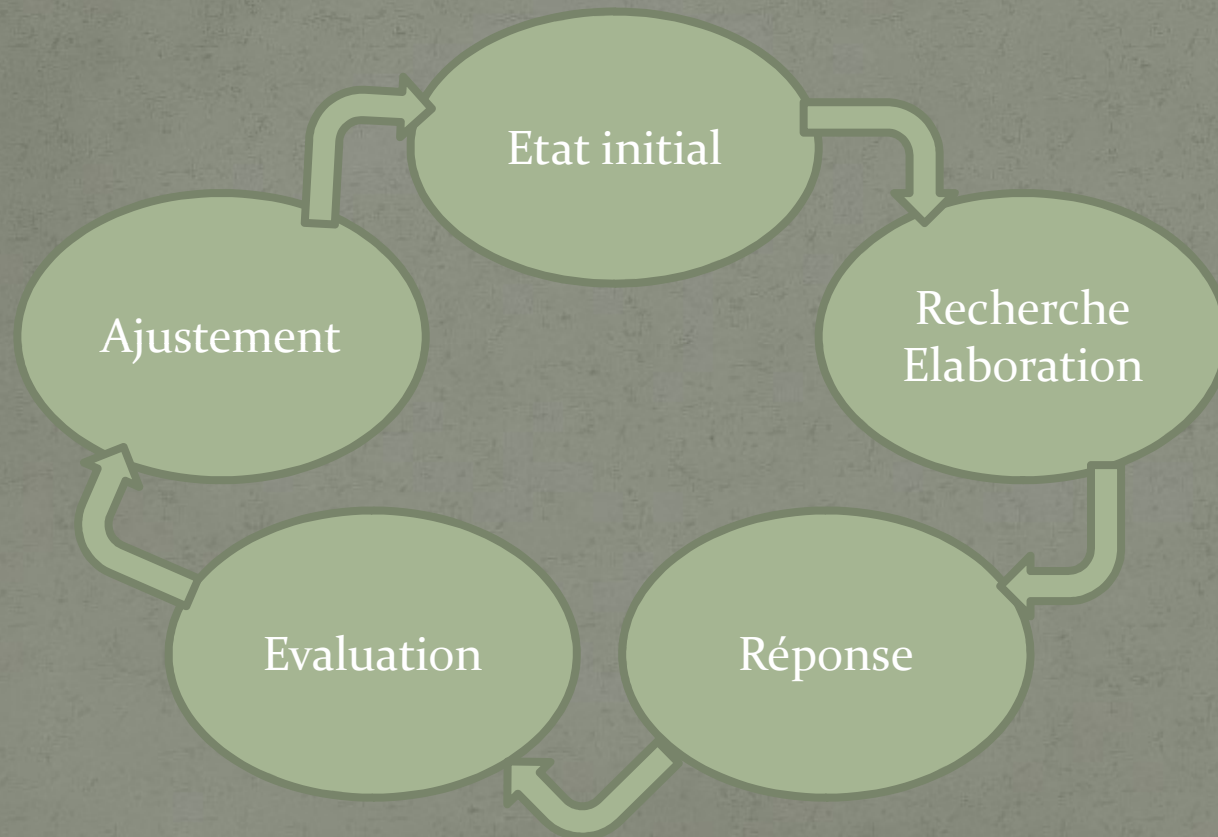 Etat initial
Recherche
Elaboration
Réponse
Evaluation
Ajustement